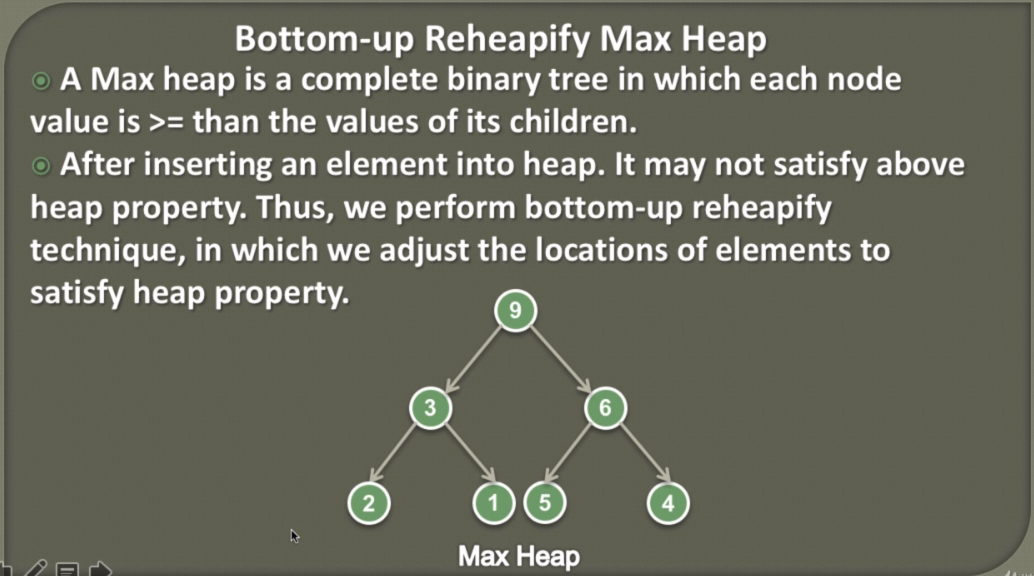 Bottom-up Reheapify Max Heap
A Max heap is a complete binary tree in which each node
value is >= than the values of its children.
After inserting an element into heap. It may not satisfy above
heap property. Thus, we perform bottom-up reheapify
technique, in which we adjust the locations of elements to
satisfy heap property.
9
3 6
2 1 5 4
Max Heap